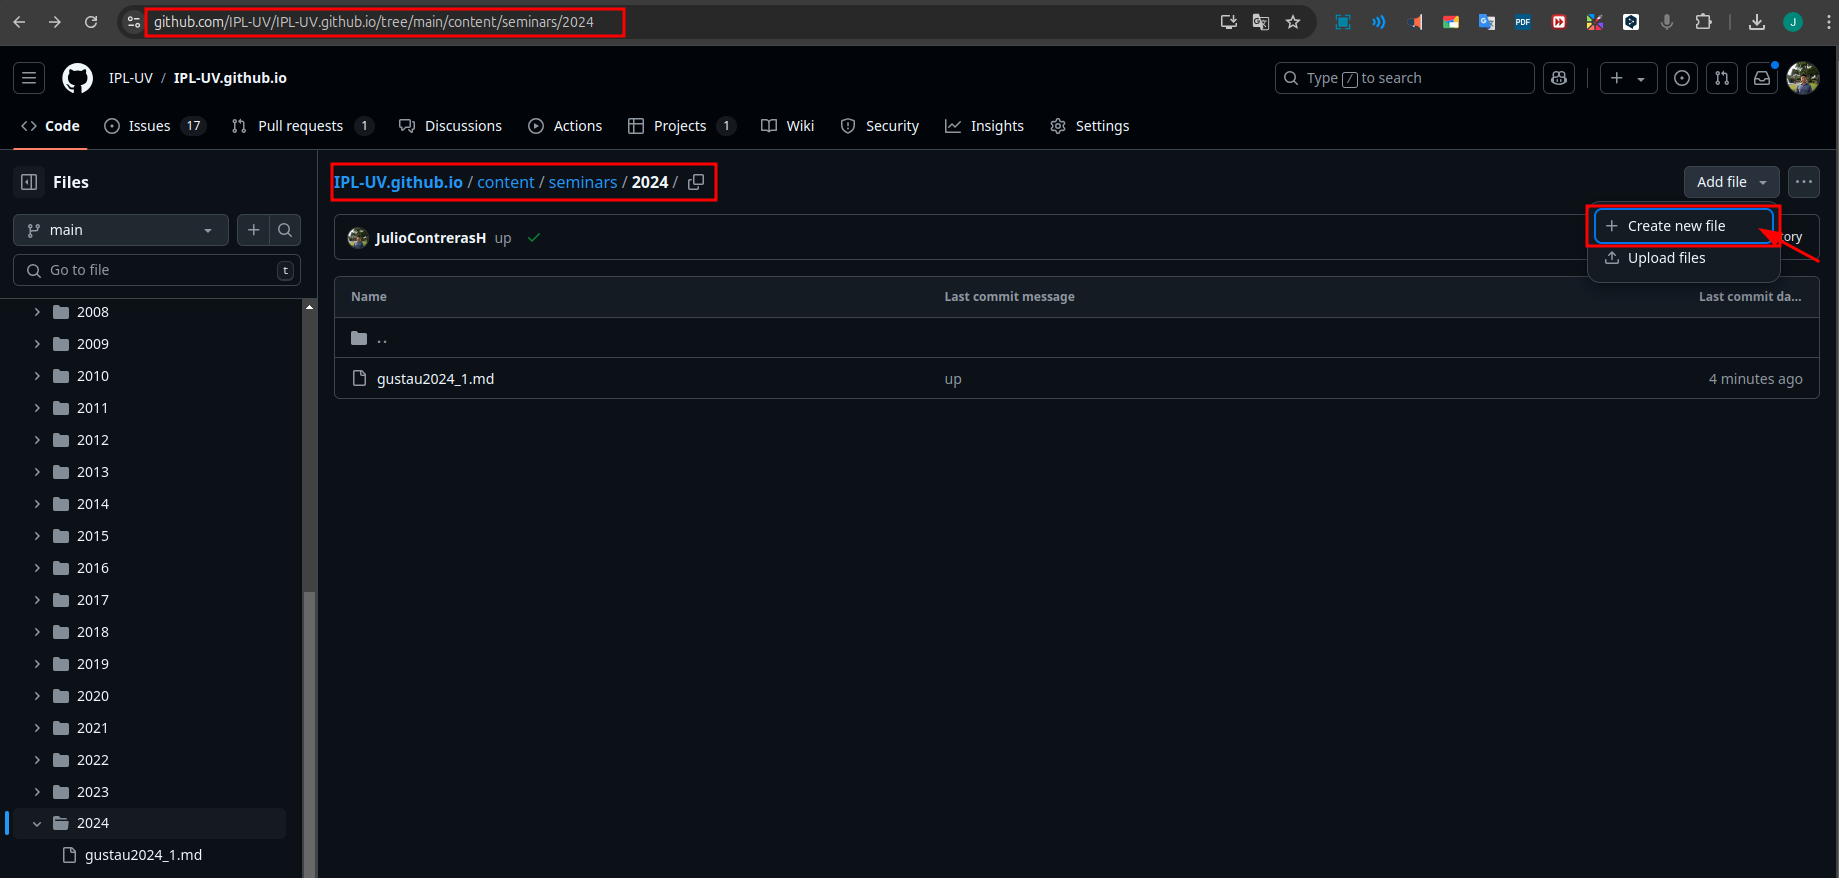 github.com/IPL-UV/IPL-UV.github.io/tree/main/content/seminars/2024
PDF
J
IPL-UV / IPL-UV.github.io
Type / to search
Code
Issues 17
Pull requests 1
Discussions
Actions
Projects 1
Wiki
Security
Insights
Settings
Files
main
Go to file
t
2008
2009
2010
2011
2012
2013
2014
2015
2016
2017
2018
2019
2020
2021
2022
2023
2024
gustau2024_1.md
IPL-UV.github.io / content / seminars / 2024 /
Add file
Create new file
Upload files
JulioContrerasH up
ory
Name Last commit message Last commit da...
..
gustau2024_1.md up 4 minutes ago